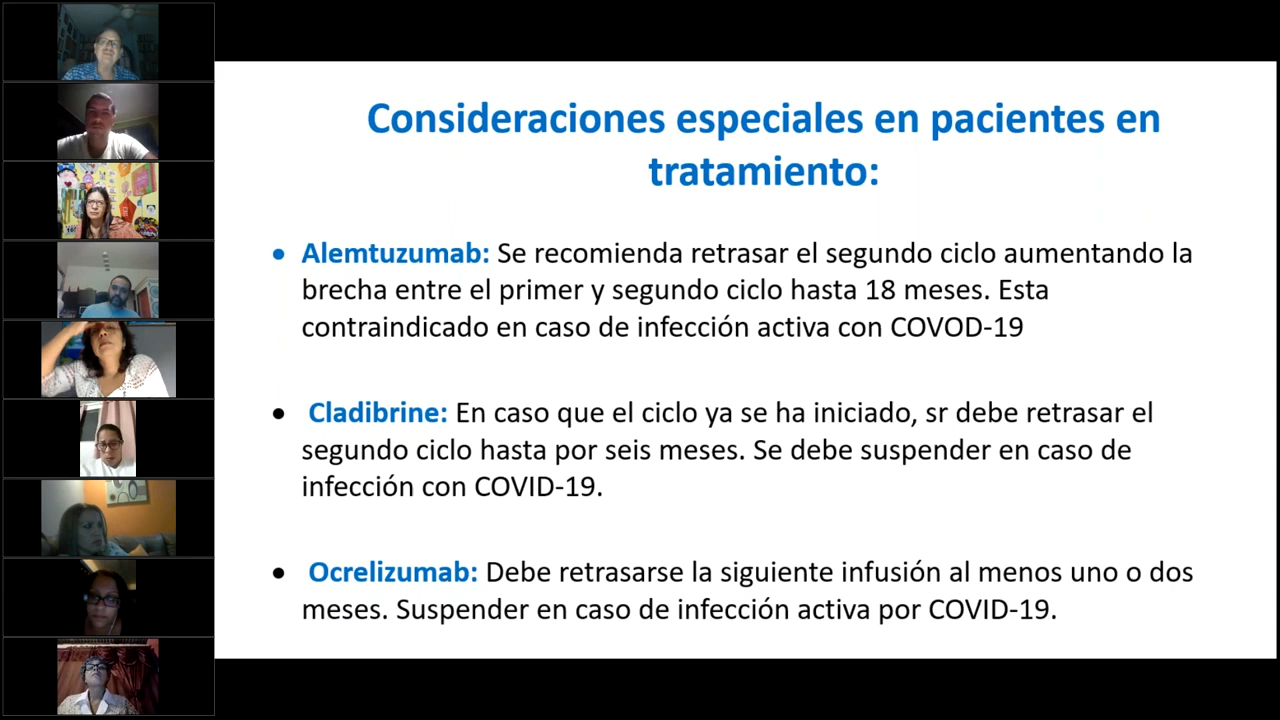 Consideraciones especiales en pacientes en
tratamiento:
• Alemtuzumab: Se recomienda retrasar el segundo ciclo aumentando la
brecha entre el primer y segundo ciclo hasta 18 meses. Esta
contraindicado en caso de infección activa con COVOD-19
• Cladibrine: En caso que el ciclo ya se ha iniciado, sr debe retrasar el
segundo ciclo hasta por seis meses. Se debe suspender en caso de
infección con COVID-19.
• Ocrelizumab: Debe retrasarse la siguiente infusión al menos uno o dos
meses. Suspender en caso de infección activa por COVID-19.